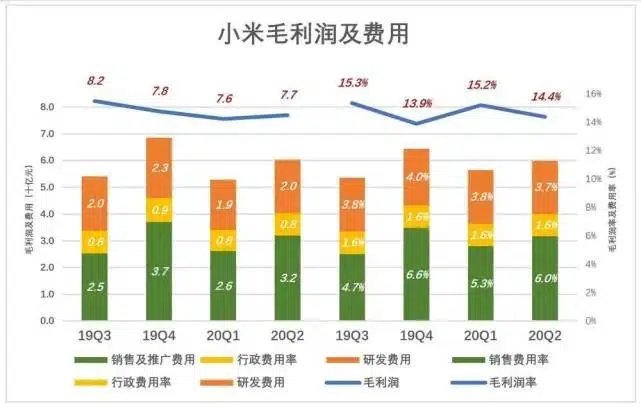 小米毛利润及费用
8.2 7.8 7.6 7.7 15.3% 13.9% 15.2% 14.4%
毛利润及费用（十亿元）
8.0
7.0
6.0
5.0
4.0
3.0
2.0
1.0
0.0
16%
14%
12%
10%
8%
6%
4%
2%
0%
毛利率及费用率（%）
2.0 2.3 1.9 2.0 3.8% 4.0% 3.8% 3.7%
0.8 0.9 0.8 0.8 1.6% 1.6% 1.6% 1.6%
2.5 3.7 2.6 3.2 4.7% 6.6% 5.3% 6.0%
19Q3 19Q4 20Q1 20Q2 19Q3 19Q4 20Q1 20Q2
销售及推广费用 行政费用率 研发费用 销售费用率
行政费用率 研发费用 毛利润 毛利润率